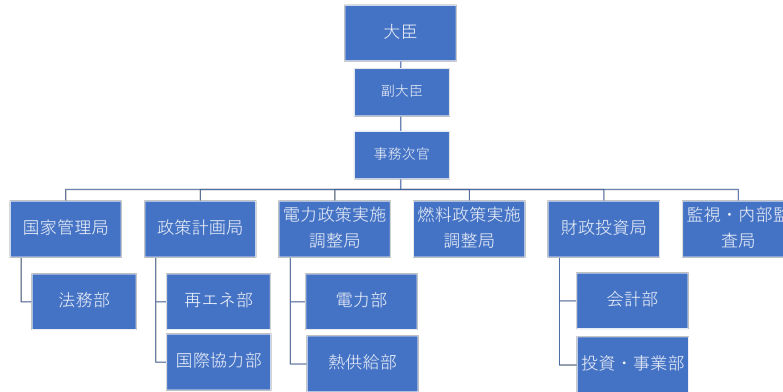 大臣
副大臣
事務次官
国家管理局
政策計画局
電力政策実施
調整局
燃料政策実施
調整局
財政投資局
監視・内部監
査局
法務部
再エネ部
電力部
会計部
国際協力部
熱供給部
投資・事業部